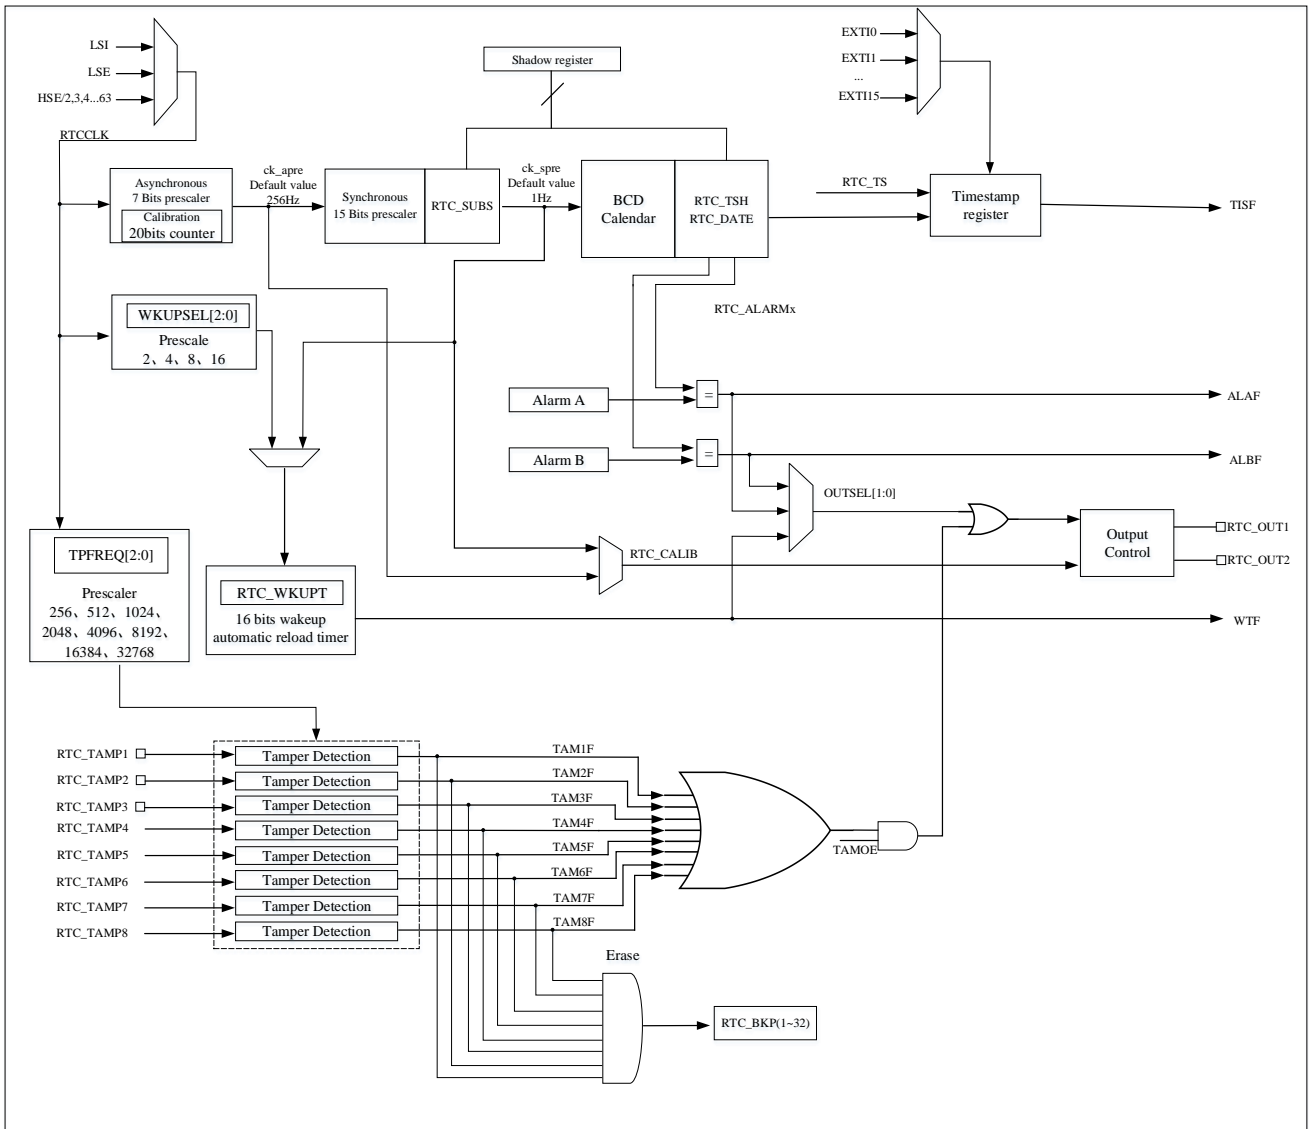 LSI
LSE
HSE/2,3,4...63
RTCCLK
Shadow register
EXTI0
EXTI1
...
EXTI15
Asynchronous
7 Bits prescaler
Calibration
20bits counter
ck_apre
Default value
256Hz
Synchronous
15 Bits prescaler
RTC_SUBS
ck_spre
Default value
1Hz
BCD
Calendar
RTC_TSH
RTC_DATE
RTC_TS
Timestamp
register
TISF
WKUPSEL[2:0]
Prescale
2、4、8、16
RTC_ALARMx
Alarm A
=
ALAF
Alarm B
=
ALBF
OUTSEL[1:0]
RTC_CALIB
Output
Control
RTC_OUT1
RTC_OUT2
TPFREQ[2:0]
Prescaler
256、512、1024、
2048、4096、8192、
16384、32768
RTC_WKUPT
16 bits wakeup
automatic reload timer
WTF
RTC_TAMP1
Tamper Detection
TAM1F
RTC_TAMP2
Tamper Detection
TAM2F
RTC_TAMP3
Tamper Detection
TAM3F
RTC_TAMP4
Tamper Detection
TAM4F
RTC_TAMP5
Tamper Detection
TAM5F
RTC_TAMP6
Tamper Detection
TAM6F
RTC_TAMP7
Tamper Detection
TAM7F
RTC_TAMP8
Tamper Detection
TAM8F
TAMOE
Erase
RTC_BKP(1~32)